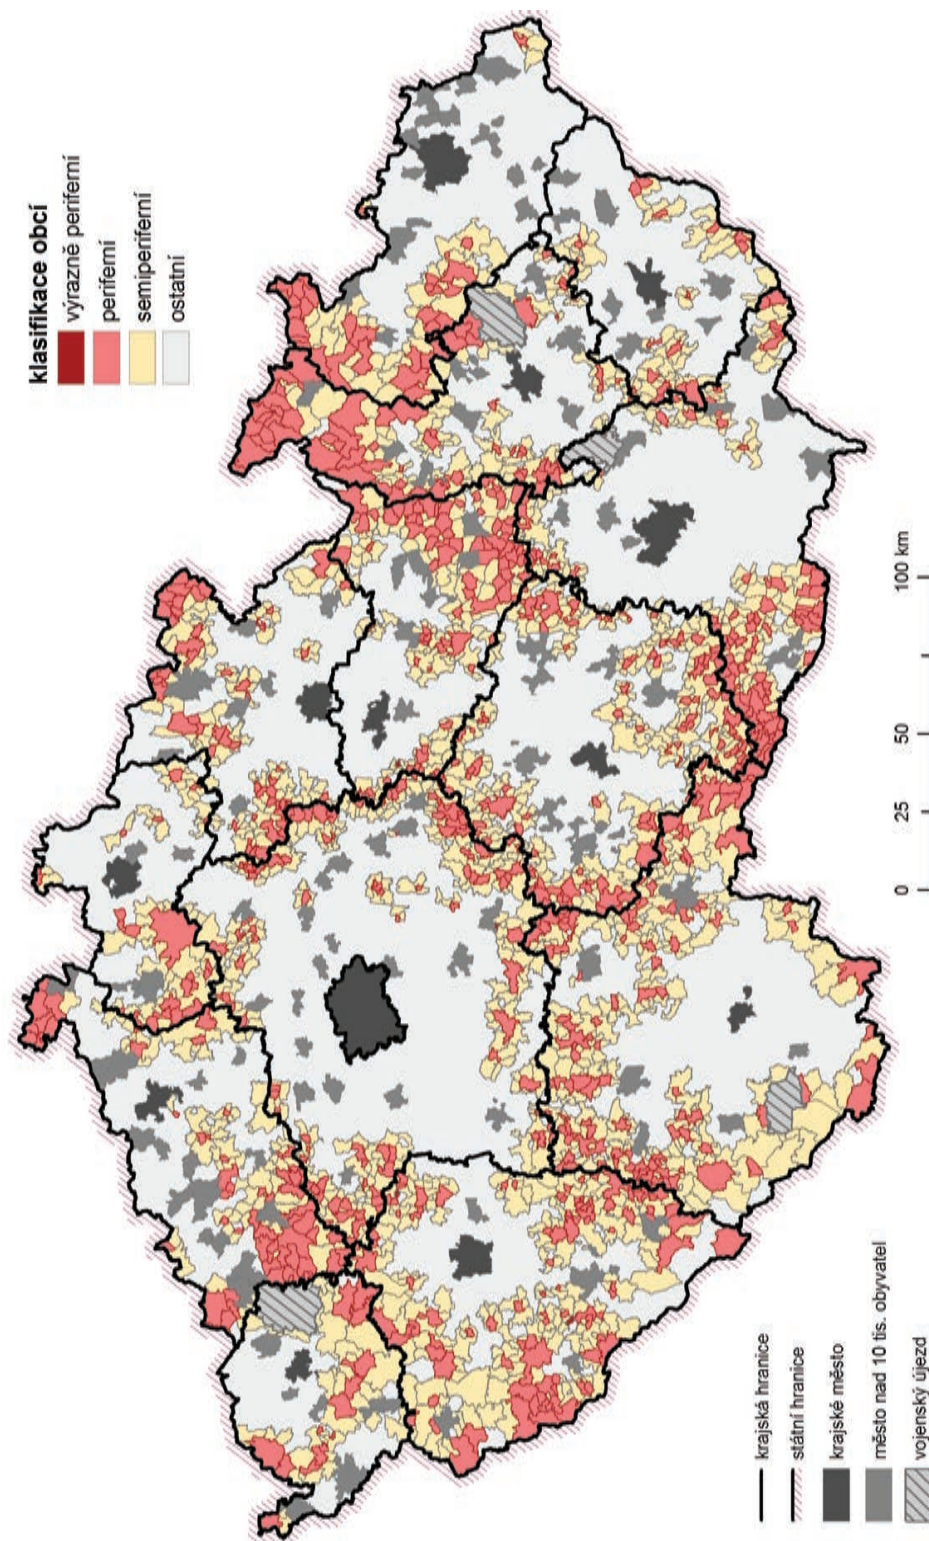 klasifikace obcí
výrazně periferní
periferní
semiperiferní
ostatní
krajská hranice
státní hranice
krajské město
město nad 10 tis. obyvatel
vojenský újezd
0 25 50 100 km